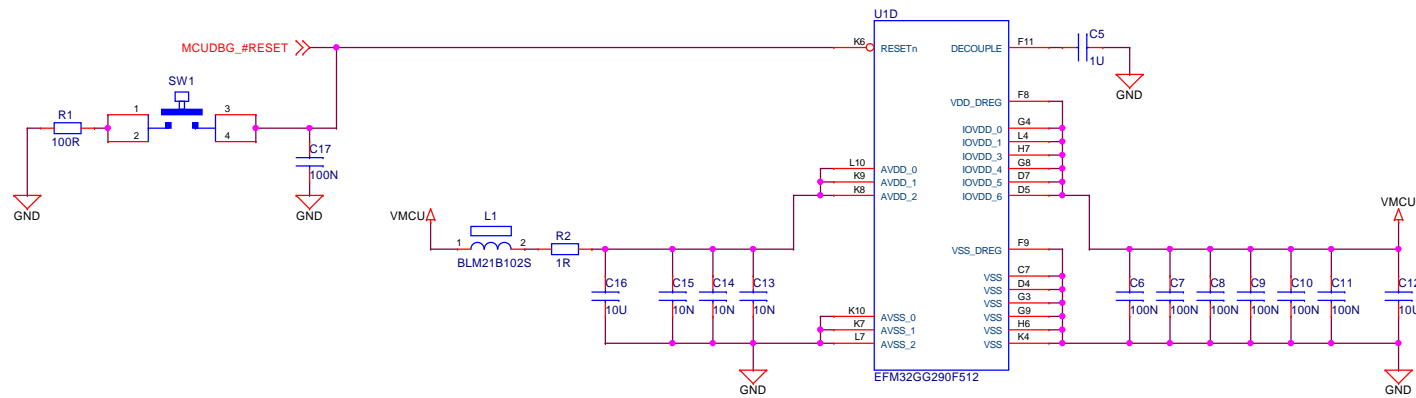 U1D
MCUDBG_#RESET
K6
RESETn
DECOUPLE
F11
C5
1U
GND
SW1
R1
100R
1
2
3
4
C17
100N
GND
GND
VDD_DREG
F8
IOVDD_0
G4
IOVDD_1
L4
IOVDD_3
H7
IOVDD_4
G8
IOVDD_5
D7
IOVDD_6
D5
L10
AVDD_0
K9
AVDD_1
K8
AVDD_2
VMCU
L1
1
2
BLM21B102S
R2
1R
C16
10U
C15
10N
C14
10N
C13
10N
VSS_DREG
F9
VSS
C7
VSS
D4
VSS
G3
VSS
G9
VSS
H6
VSS
K4
K10
AVSS_0
K7
AVSS_1
L7
AVSS_2
GND
EFM32GG290F512
VMCU
C6
100N
C7
100N
C8
100N
C9
100N
C10
100N
C11
100N
C12
10U
GND